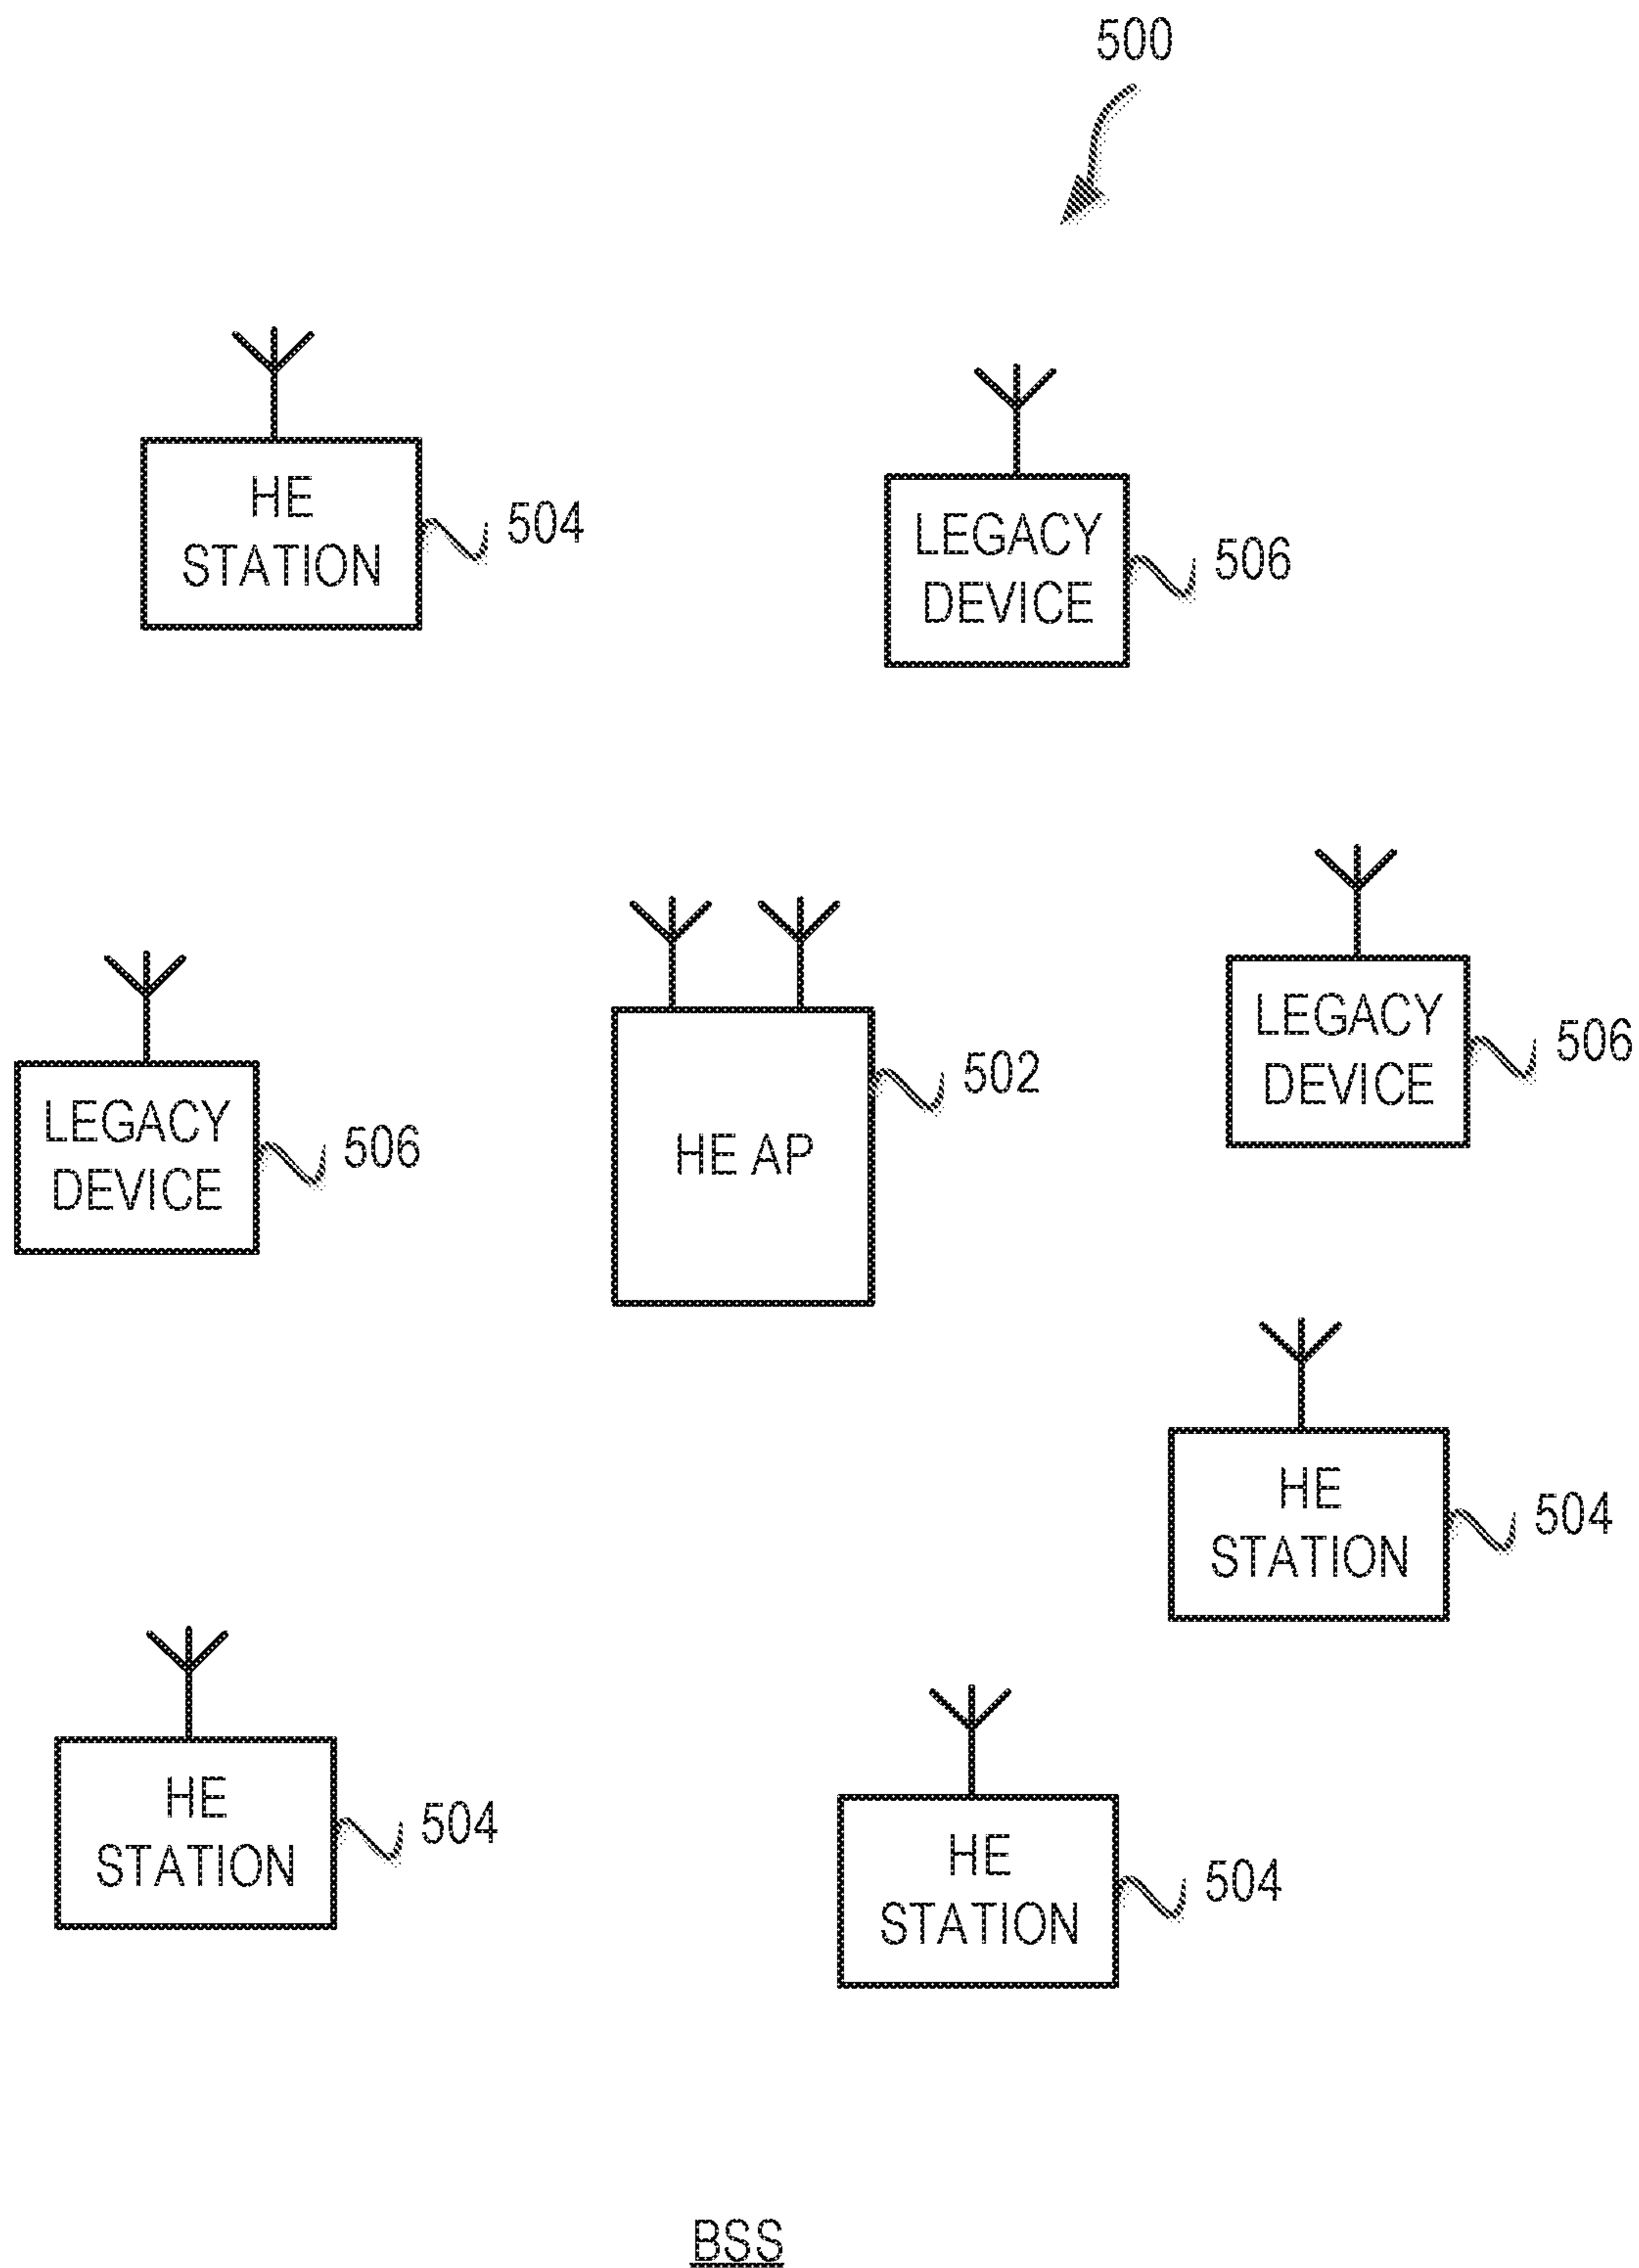 500
HE
STATION
504
LEGACY
DEVICE
506
LEGACY
DEVICE
506
HE AP
502
LEGACY
DEVICE
506
HE
STATION
504
HE
STATION
504
HE
STATION
504
BSS